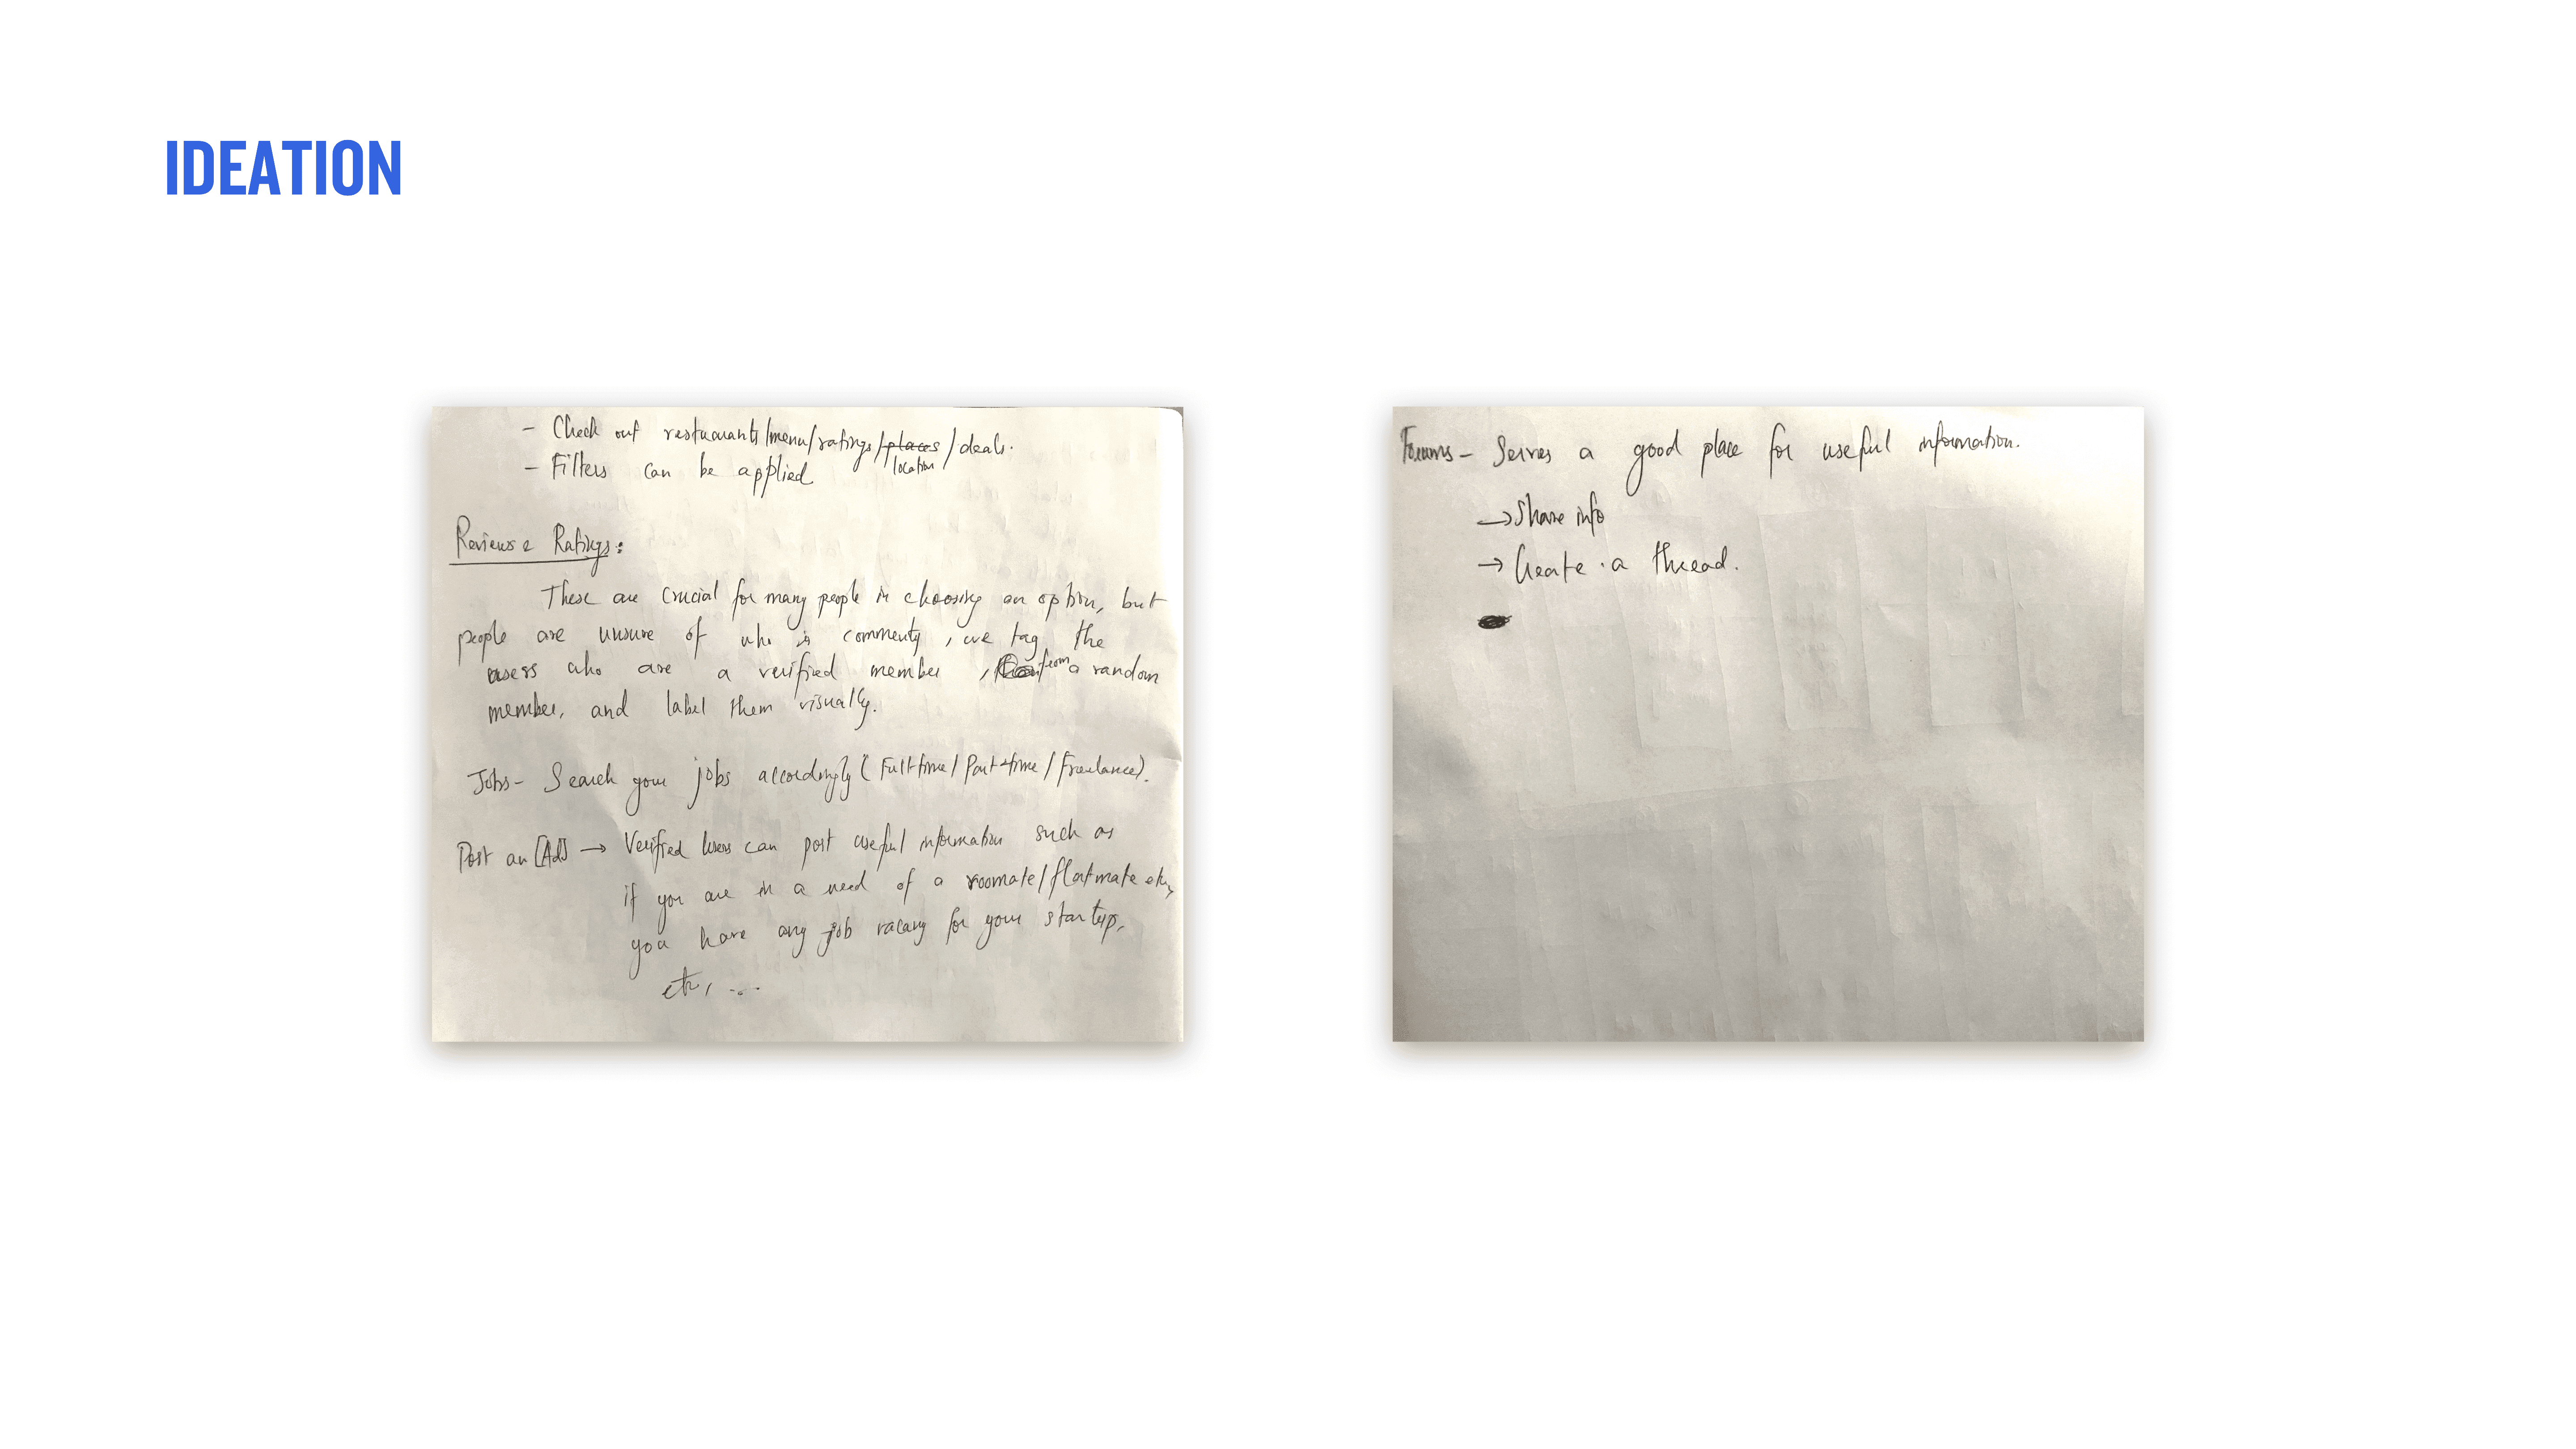 IDEATION
- Check out restaurants/menu/ratings/places/deals.
location
- Filters can be applied
Reviews & Ratings:
These are crucial for many people in choosing an option, but
people are unsure of who is commenty, we tag the
users who are a verified member, from a random
member, and label them visually.
Jobs- Search your jobs accordingly (Full-time/Part-time/Freelance).
Post an [Ad] → Verified Users can post useful information such as
if you are in a need of a roomate/flatmate etc,
you have any job vacany for your startup,
etc, ...
Forums - Serves a good place for useful information.
→ Share info
→ Create a thread.